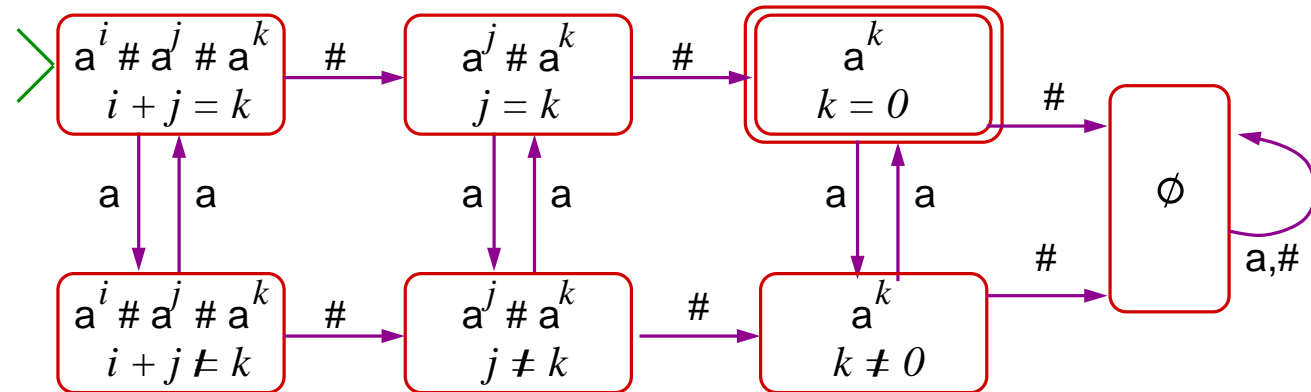 a^i # a^j # a^k
i + j = k
#
a^j # a^k
j = k
#
a^k
k = 0
#
a
a
a
a
a
a
∅
a,#
a^i # a^j # a^k
i + j ≠ k
#
a^j # a^k
j ≠ k
#
a^k
k ≠ 0
#